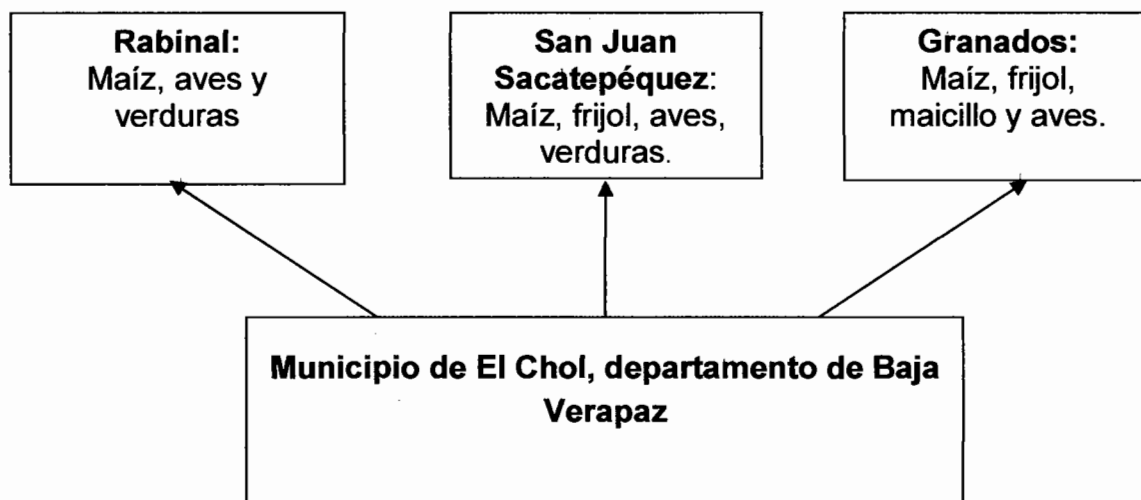 Rabinal:
Maíz, aves y
verduras
San Juan
Sacatepéquez:
Maíz, frijol, aves,
verduras.
Granados:
Maíz, frijol,
maicillo y aves.
Municipio de El Chol, departamento de Baja
Verapaz